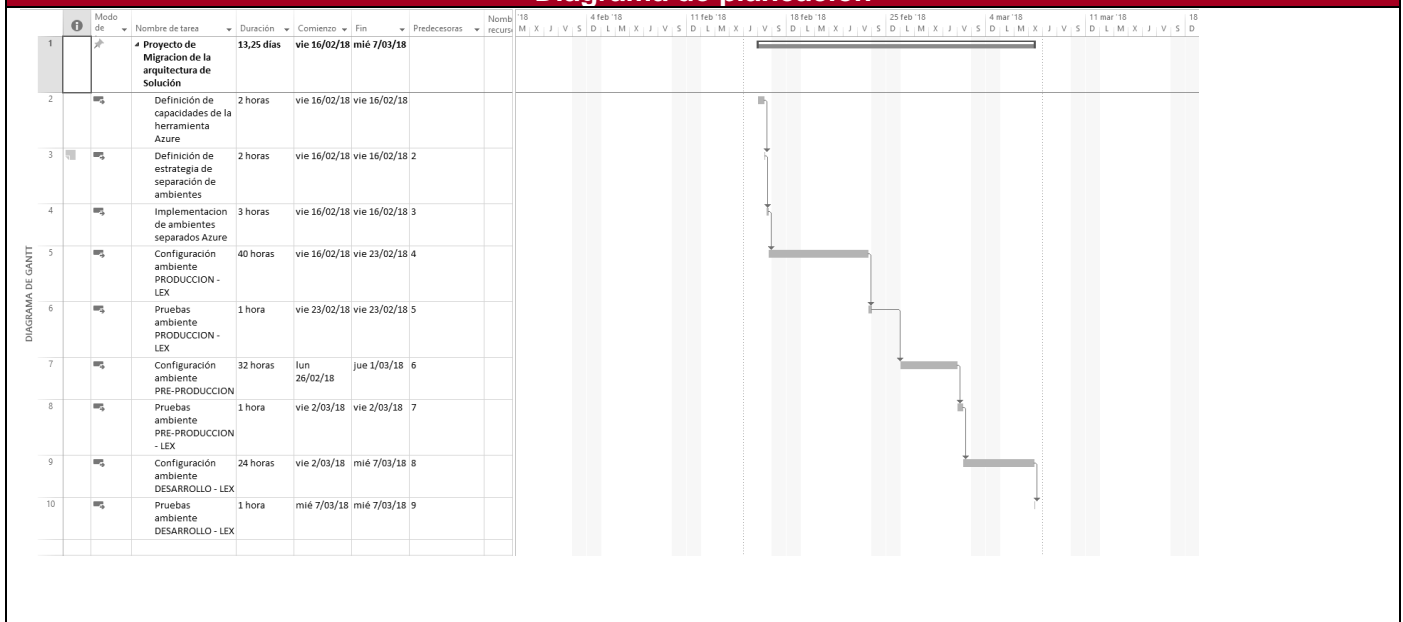 Diagrama de planeación
Modo de Nombre de tarea Duración Comienzo Fin Predecesoras Nomb recurs
'18 4 feb '18 11 feb '18 18 feb '18 25 feb '18 4 mar '18 11 mar '18 18
M X J V S D L M X J V S D L M X J V S D L M X J V S D L M X J V S D L M X J V S D L M X J V S D
DIAGRAMA DE GANTT
1 Proyecto de 13,25 días vie 16/02/18 mié 7/03/18
Migracion de la
arquitectura de
Solución
2 Definición de 2 horas vie 16/02/18 vie 16/02/18
capacidades de la
herramienta
Azure
3 Definición de 2 horas vie 16/02/18 vie 16/02/18 2
estrategia de
separación de
ambientes
4 Implementacion 3 horas vie 16/02/18 vie 16/02/18 3
de ambientes
separados Azure
5 Configuración 40 horas vie 16/02/18 vie 23/02/18 4
ambiente
PRODUCCION -
LEX
6 Pruebas 1 hora vie 23/02/18 vie 23/02/18 5
ambiente
PRODUCCION -
LEX
7 Configuración 32 horas lun jue 1/03/18 6
ambiente 26/02/18
PRE-PRODUCCION
8 Pruebas 1 hora vie 2/03/18 vie 2/03/18 7
ambiente
PRE-PRODUCCION
- LEX
9 Configuración 24 horas vie 2/03/18 mié 7/03/18 8
ambiente
DESARROLLO - LEX
10 Pruebas 1 hora mié 7/03/18 mié 7/03/18 9
ambiente
DESARROLLO - LEX